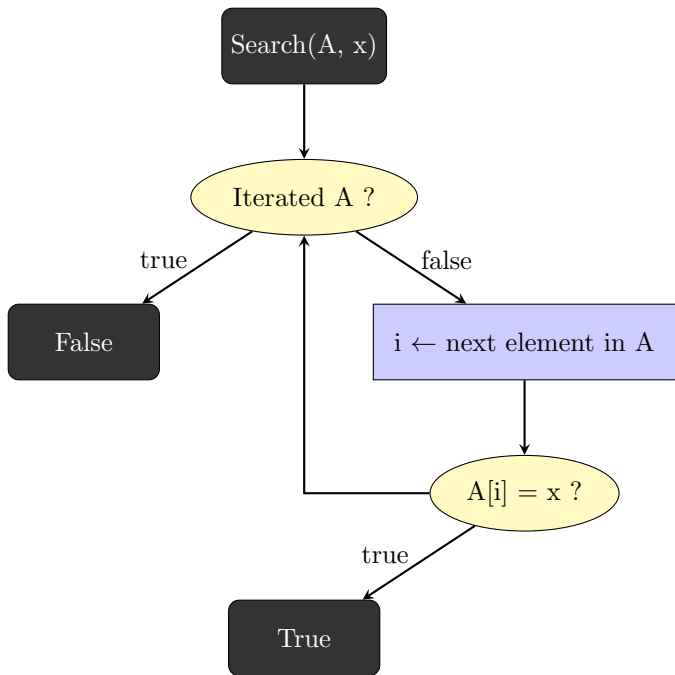 Search(A, x)
Iterated A ?
true
false
False
i ← next element in A
A[i] = x ?
true
True